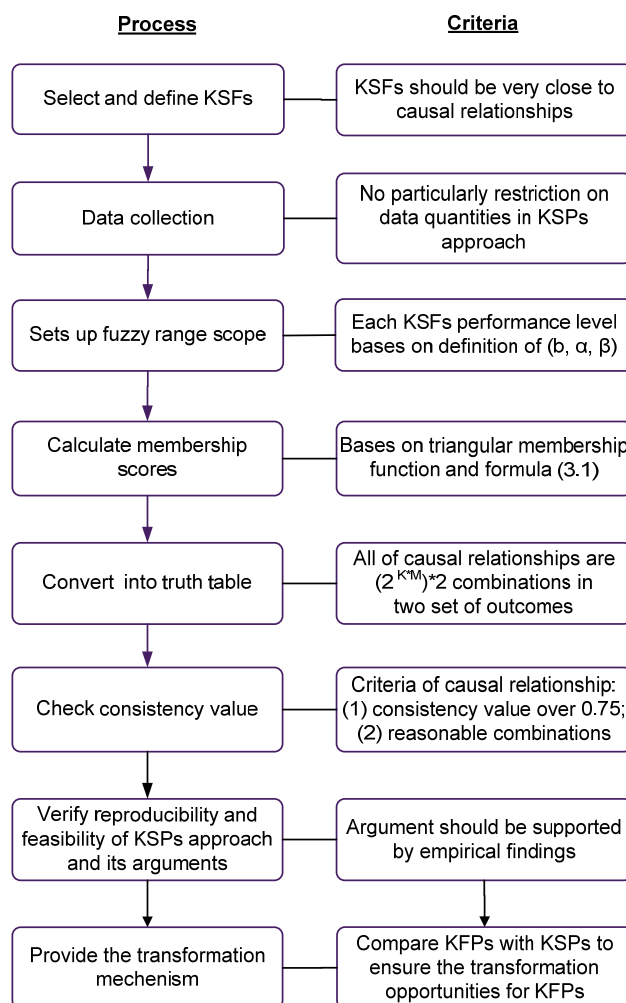 Process
Criteria
Select and define KSFs
KSFs should be very close to
causal relationships
Data collection
No particularly restriction on
data quantities in KSPs
approach
Sets up fuzzy range scope
Each KSFs performance level
bases on definition of (b, α, β)
Calculate membership
scores
Bases on triangular membership
function and formula (3.1)
Convert into truth table
All of causal relationships are
(2^K*M)*2 combinations in
two set of outcomes
Check consistency value
Criteria of causal relationship:
(1) consistency value over 0.75;
(2) reasonable combinations
Verify reproducibility and
feasibility of KSPs approach
and its arguments
Argument should be supported
by empirical findings
Provide the transformation
mechenism
Compare KFPs with KSPs to
ensure the transformation
opportunities for KFPs